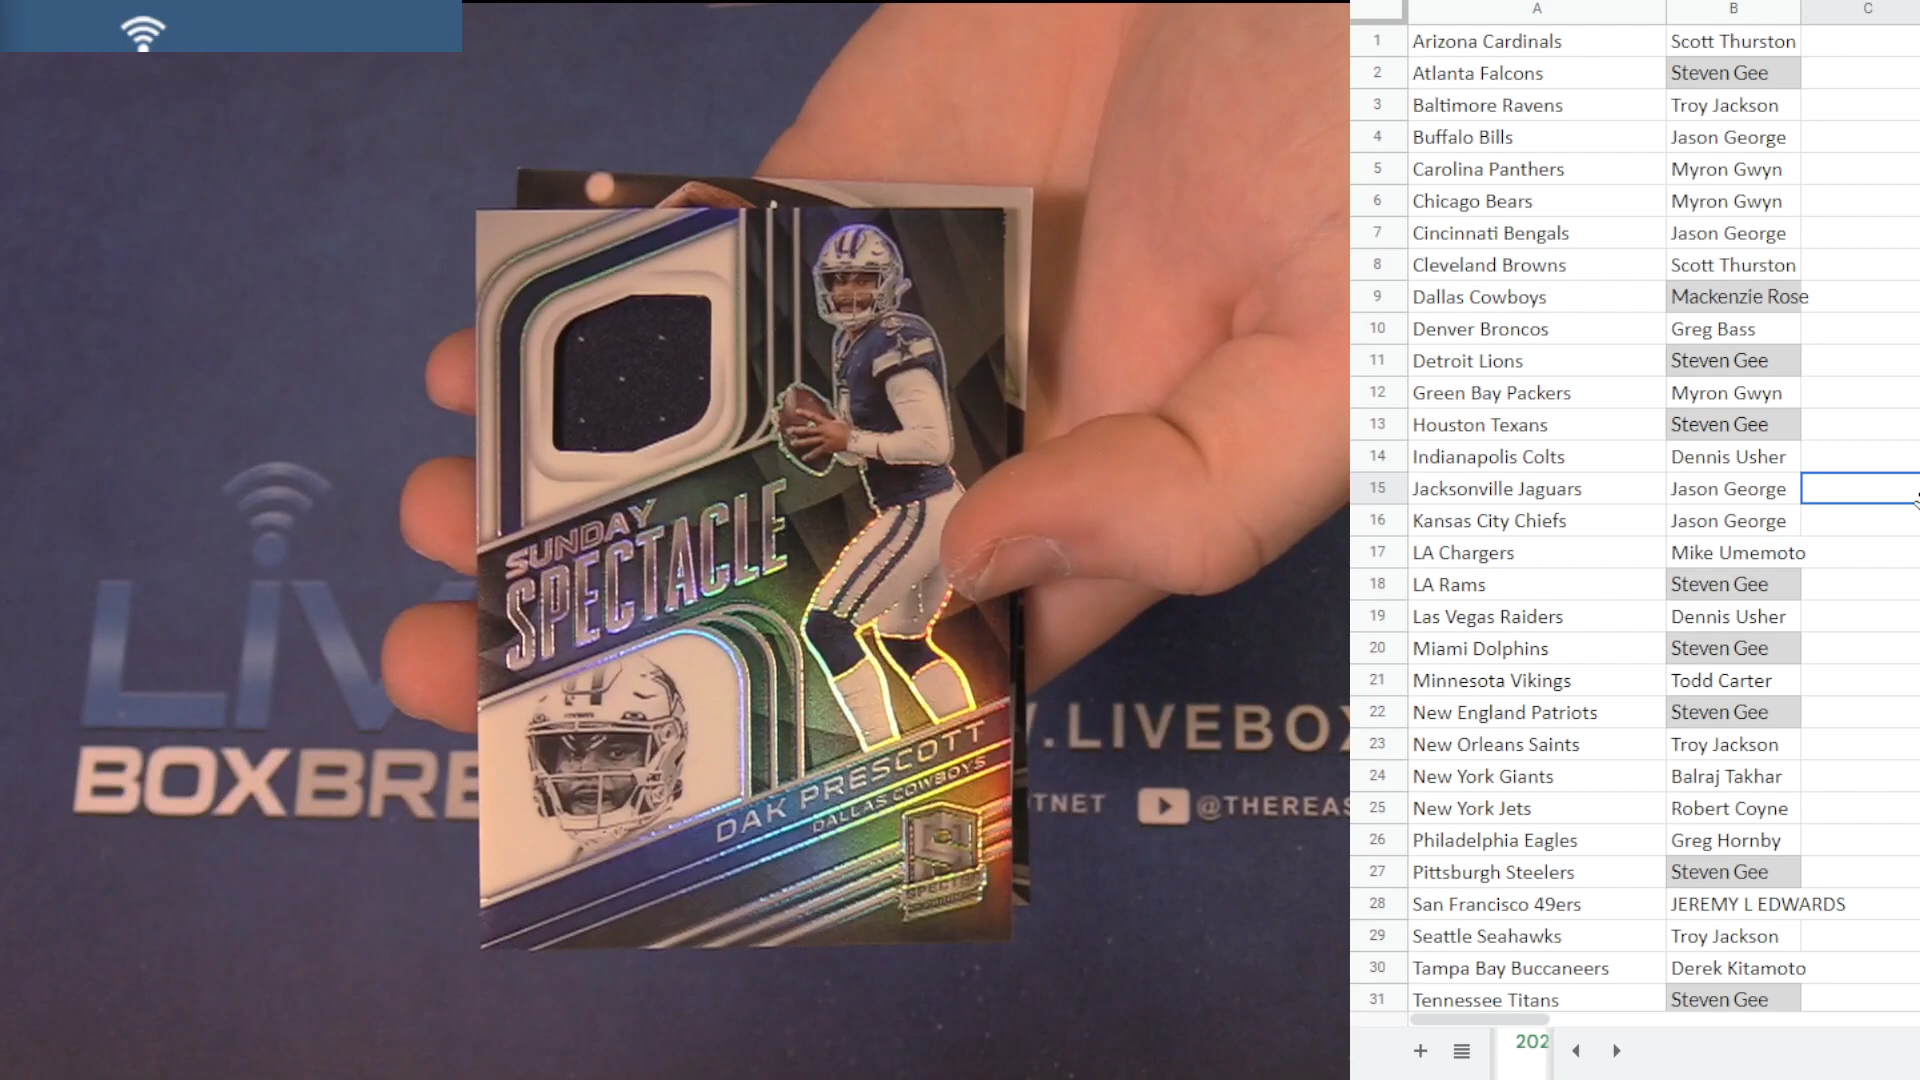 SUNDAY
SPECTACLE
DAK PRESCOTT
DALLAS COWBOYS
BOXBRE
.LIVEBO
TNET
@THEREAS
A B C
1 Arizona Cardinals Scott Thurston
2 Atlanta Falcons Steven Gee
3 Baltimore Ravens Troy Jackson
4 Buffalo Bills Jason George
5 Carolina Panthers Myron Gwyn
6 Chicago Bears Myron Gwyn
7 Cincinnati Bengals Jason George
8 Cleveland Browns Scott Thurston
9 Dallas Cowboys Mackenzie Rose
10 Denver Broncos Greg Bass
11 Detroit Lions Steven Gee
12 Green Bay Packers Myron Gwyn
13 Houston Texans Steven Gee
14 Indianapolis Colts Dennis Usher
15 Jacksonville Jaguars Jason George
16 Kansas City Chiefs Jason George
17 LA Chargers Mike Umemoto
18 LA Rams Steven Gee
19 Las Vegas Raiders Dennis Usher
20 Miami Dolphins Steven Gee
21 Minnesota Vikings Todd Carter
22 New England Patriots Steven Gee
23 New Orleans Saints Troy Jackson
24 New York Giants Balraj Takhar
25 New York Jets Robert Coyne
26 Philadelphia Eagles Greg Hornby
27 Pittsburgh Steelers Steven Gee
28 San Francisco 49ers JEREMY L EDWARDS
29 Seattle Seahawks Troy Jackson
30 Tampa Bay Buccaneers Derek Kitamoto
31 Tennessee Titans Steven Gee
202